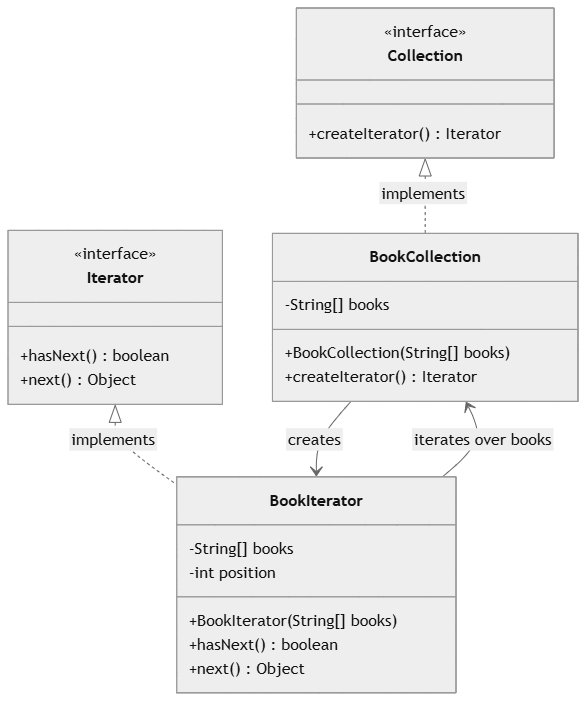 «interface»
Collection
+createIterator() : Iterator
implements
«interface»
Iterator
+hasNext() : boolean
+next() : Object
BookCollection
-String[] books
+BookCollection(String[] books)
+createIterator() : Iterator
implements
creates
iterates over books
BookIterator
-String[] books
-int position
+BookIterator(String[] books)
+hasNext() : boolean
+next() : Object